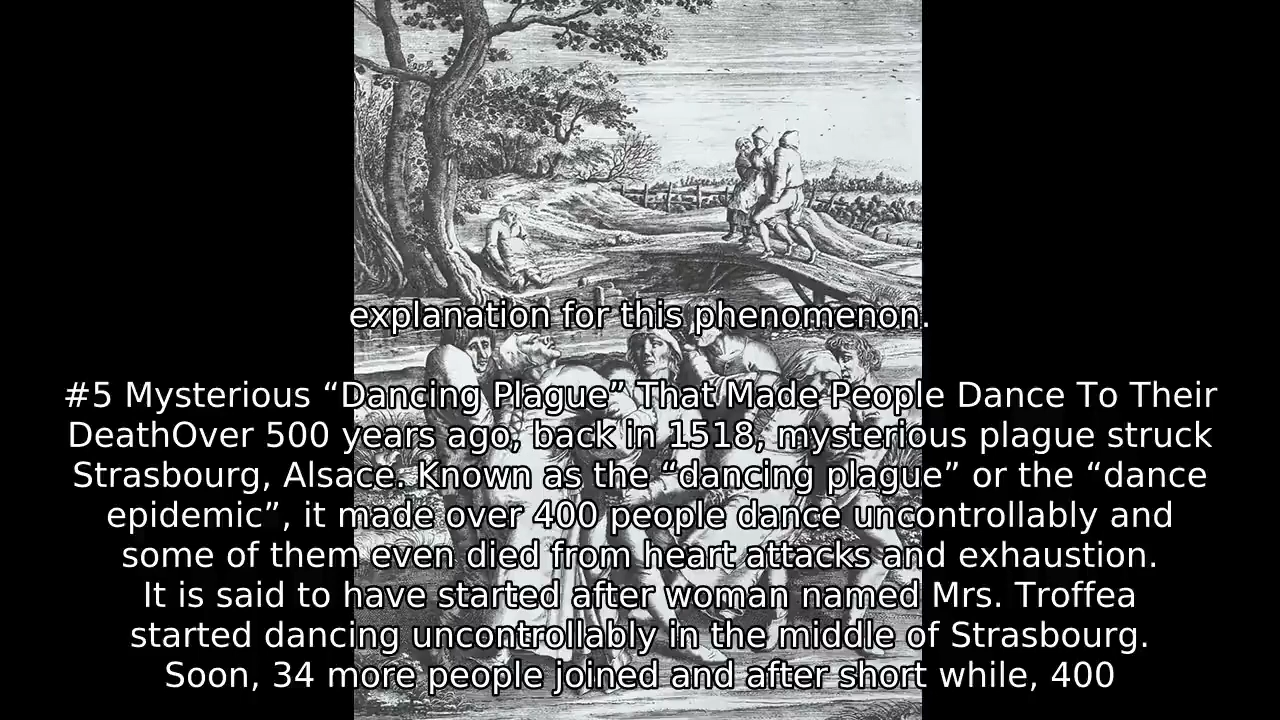 explanation for this phenomenon.
#5 Mysterious “Dancing Plague” That Made People Dance To Their
DeathOver 500 years ago, back in 1518, mysterious plague struck
Strasbourg, Alsace. Known as the “dancing plague” or the “dance
epidemic”, it made over 400 people dance uncontrollably and
some of them even died from heart attacks and exhaustion.
It is said to have started after woman named Mrs. Troffea
started dancing uncontrollably in the middle of Strasbourg.
Soon, 34 more people joined and after short while, 400